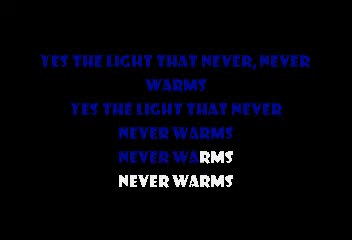 YES THE LIGHT THAT NEVER, NEVER
WARMS
YES THE LIGHT THAT NEVER
NEVER WARMS
NEVER WARMS
NEVER WARMS